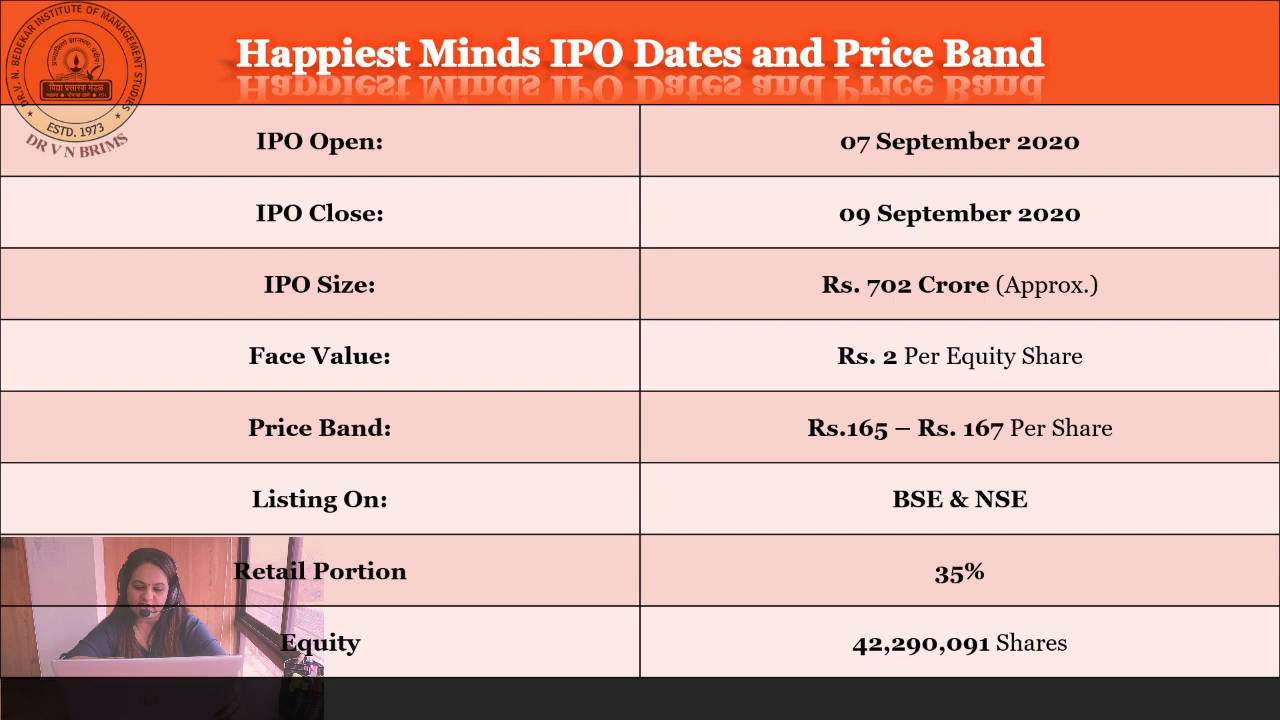 DR. V. N. BEDEKAR INSTITUTE OF MANAGEMENT STUDIES
विद्या प्रसारक मंडळ
ESTD. 1973
DR V N BRIMS
Happiest Minds IPO Dates and Price Band
IPO Open: 07 September 2020
IPO Close: 09 September 2020
IPO Size: Rs. 702 Crore (Approx.)
Face Value: Rs. 2 Per Equity Share
Price Band: Rs.165 – Rs. 167 Per Share
Listing On: BSE & NSE
Retail Portion 35%
Equity 42,290,091 Shares